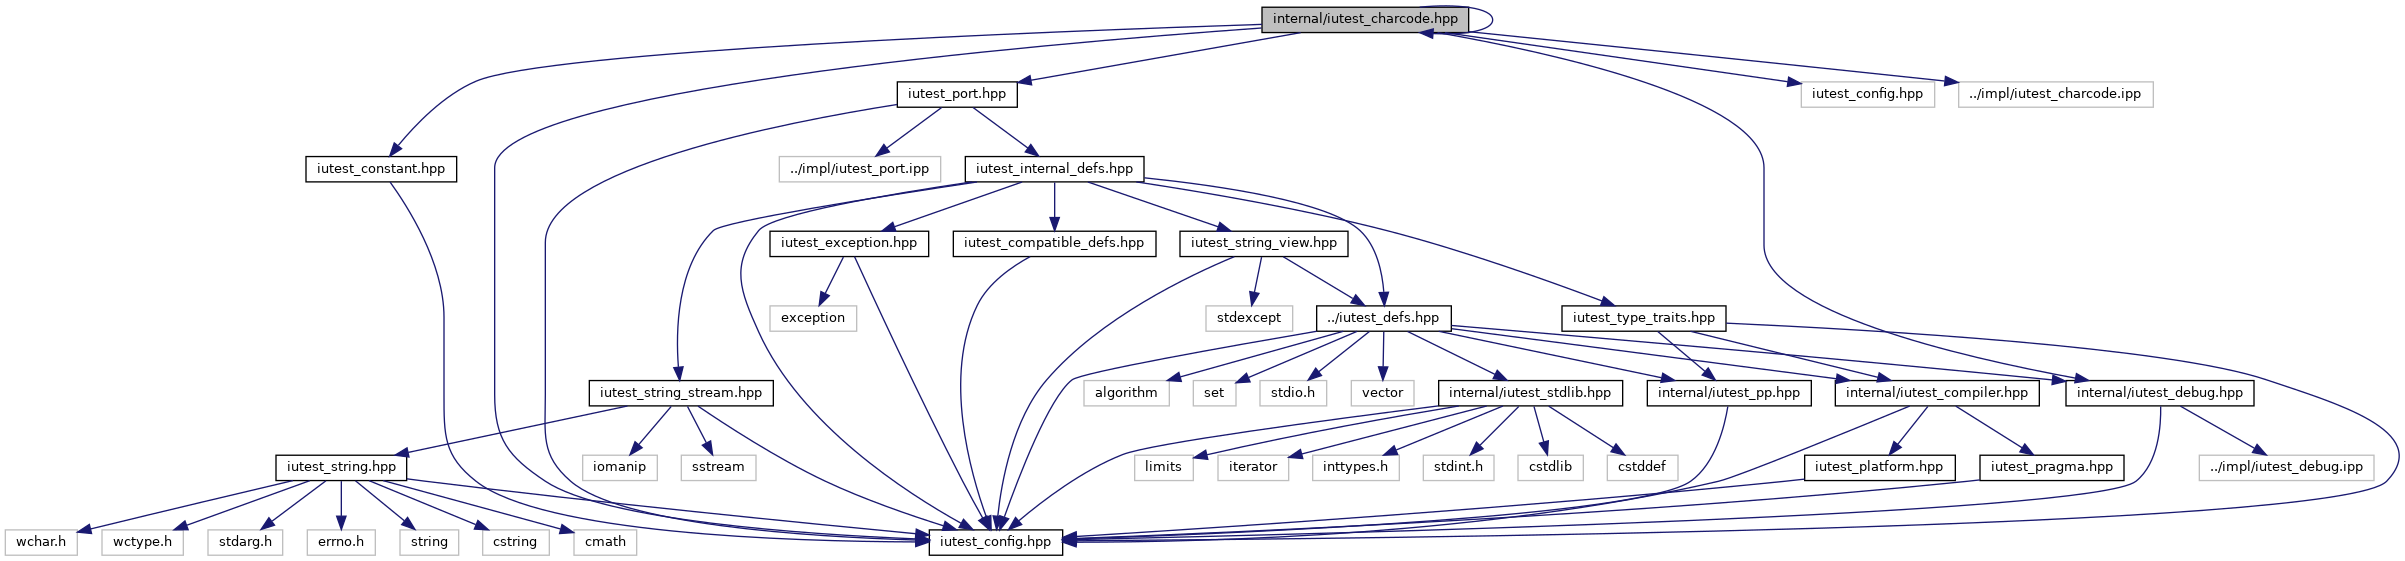 internal/iutest_charcode.hpp
iutest_port.hpp
iutest_config.hpp
../impl/iutest_charcode.ipp
iutest_constant.hpp
../impl/iutest_port.ipp
iutest_internal_defs.hpp
iutest_exception.hpp
iutest_compatible_defs.hpp
iutest_string_view.hpp
exception
stdexcept
../iutest_defs.hpp
iutest_type_traits.hpp
iutest_string_stream.hpp
algorithm
set
stdio.h
vector
internal/iutest_stdlib.hpp
internal/iutest_pp.hpp
internal/iutest_compiler.hpp
internal/iutest_debug.hpp
iutest_string.hpp
iomanip
sstream
limits
iterator
inttypes.h
stdint.h
cstdlib
cstddef
iutest_platform.hpp
iutest_pragma.hpp
../impl/iutest_debug.ipp
wchar.h
wctype.h
stdarg.h
errno.h
string
cstring
cmath
iutest_config.hpp